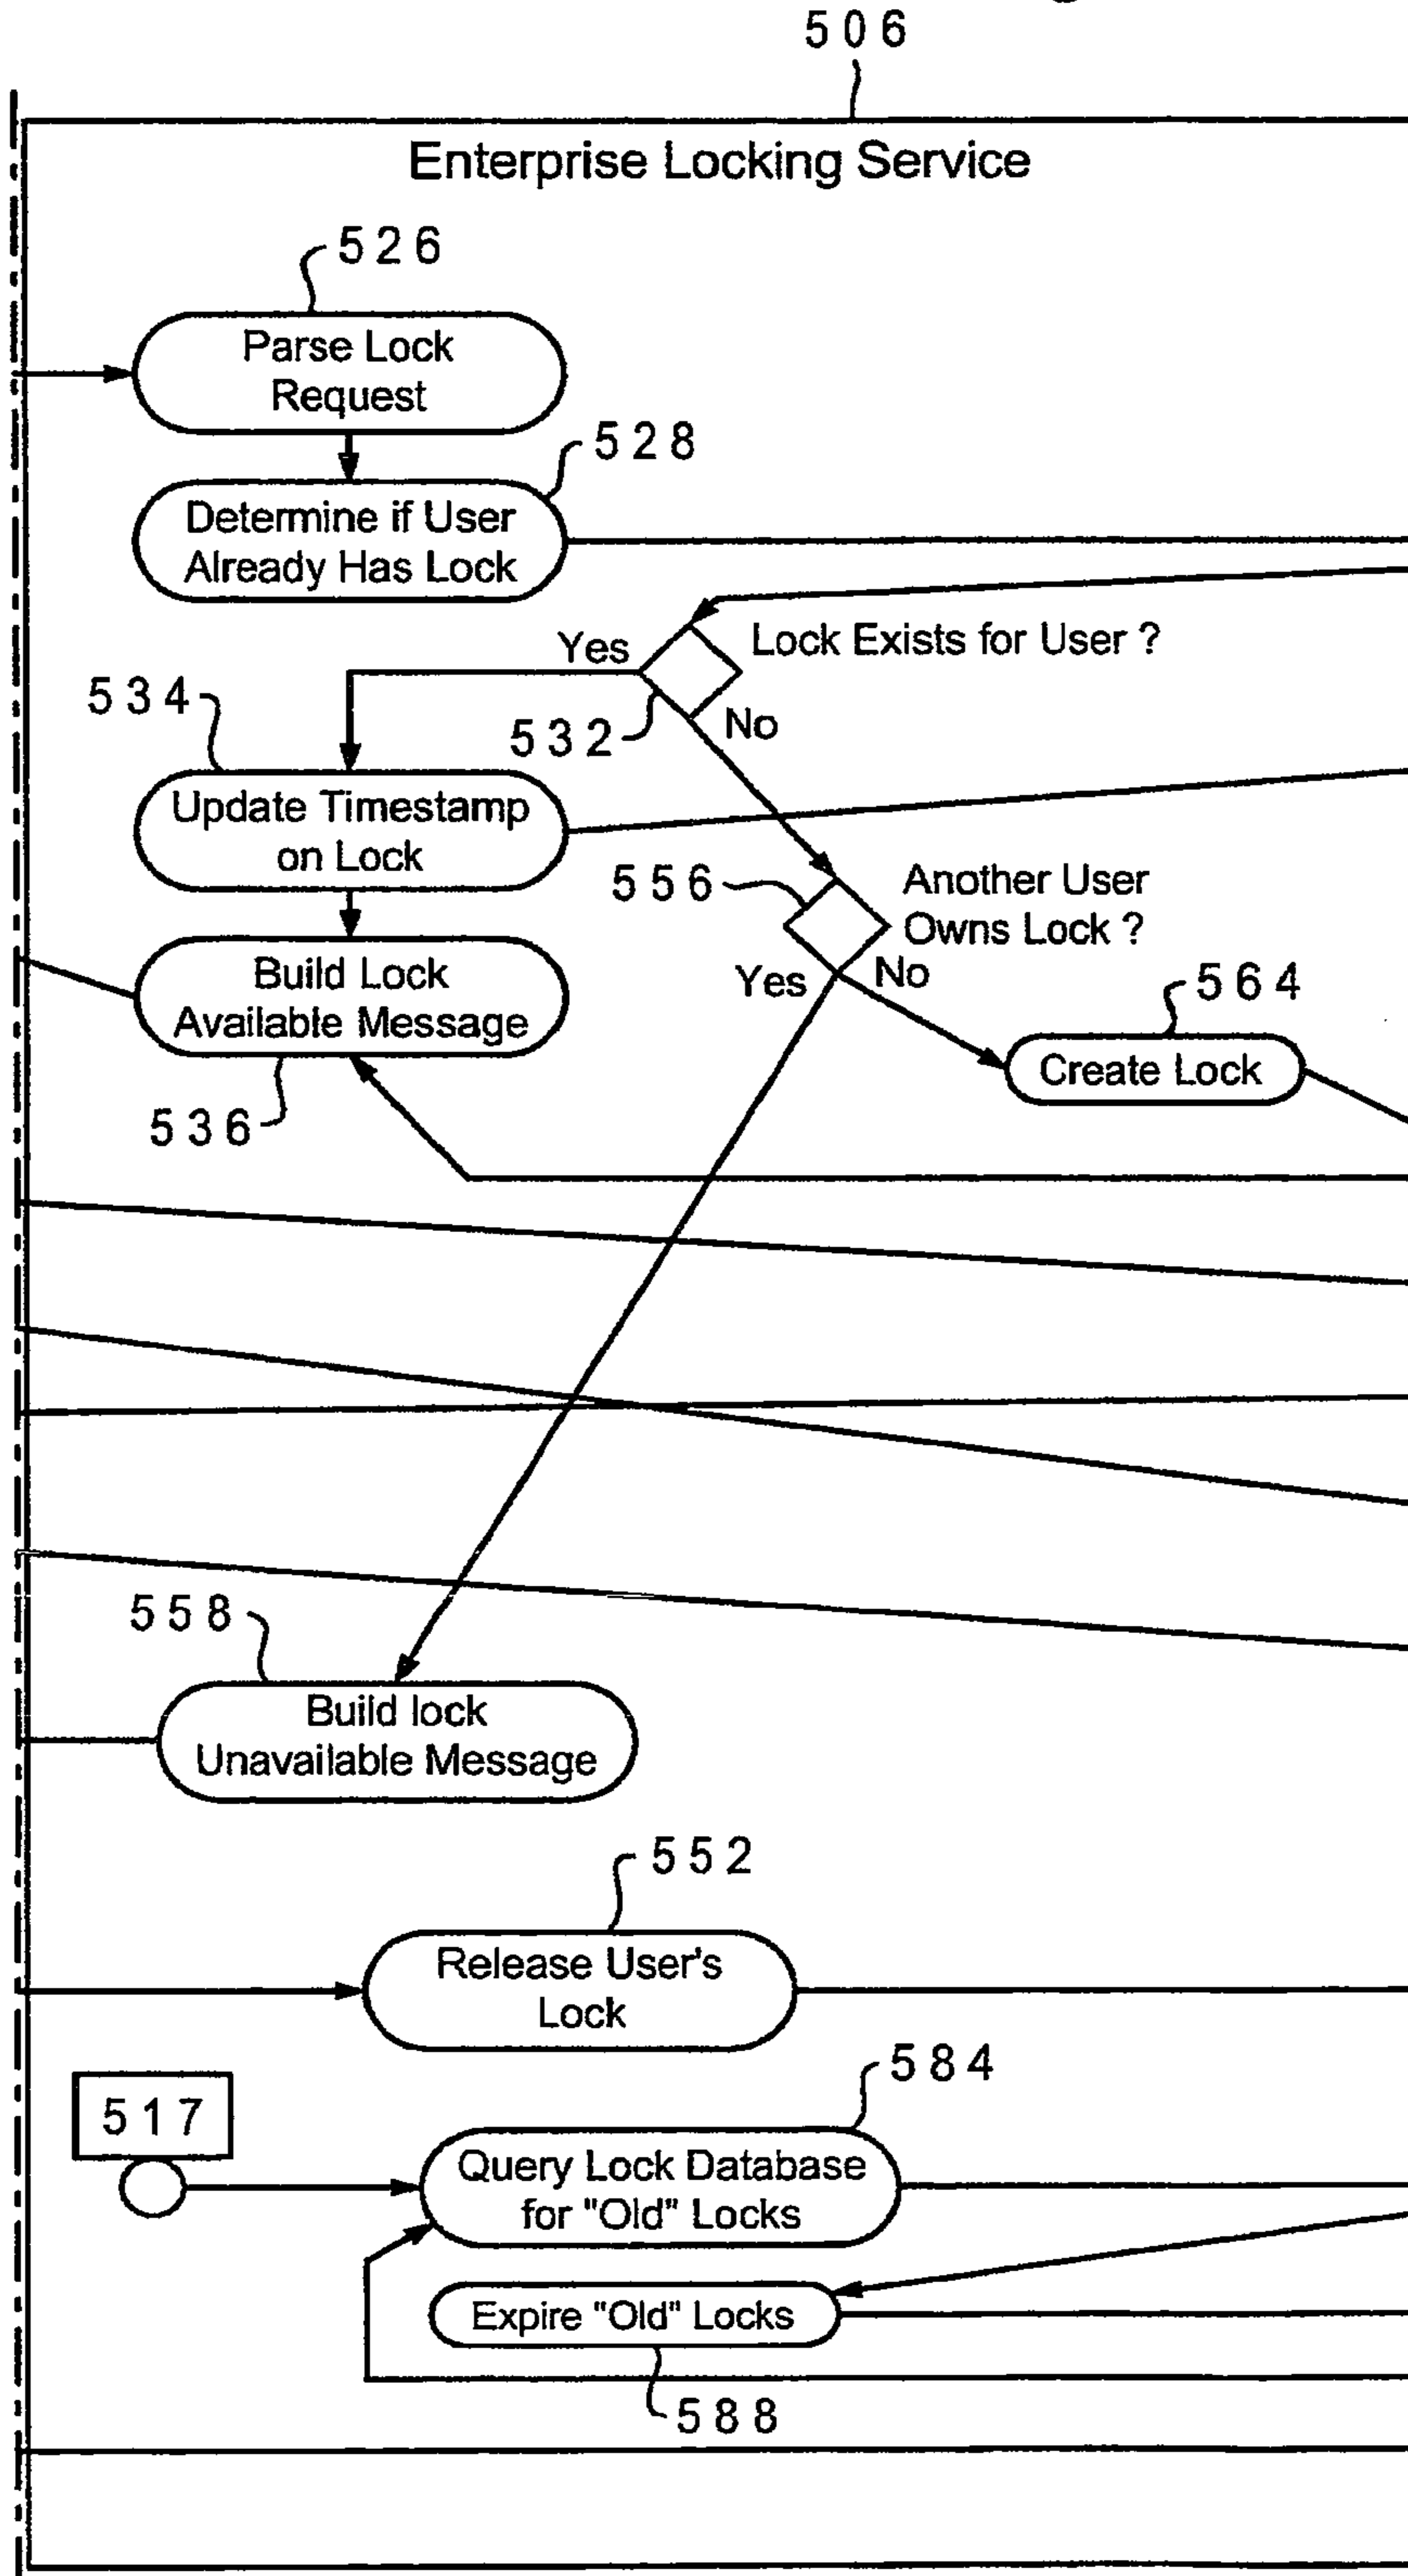 506
Enterprise Locking Service
526
Parse Lock
Request
528
Determine if User
Already Has Lock
Yes
Lock Exists for User ?
534
532
No
Update Timestamp
on Lock
556
Another User
Owns Lock ?
Build Lock
Available Message
Yes
No
564
Create Lock
536
558
Build lock
Unavailable Message
552
Release User's
Lock
584
517
Query Lock Database
for "Old" Locks
Expire "Old" Locks
588